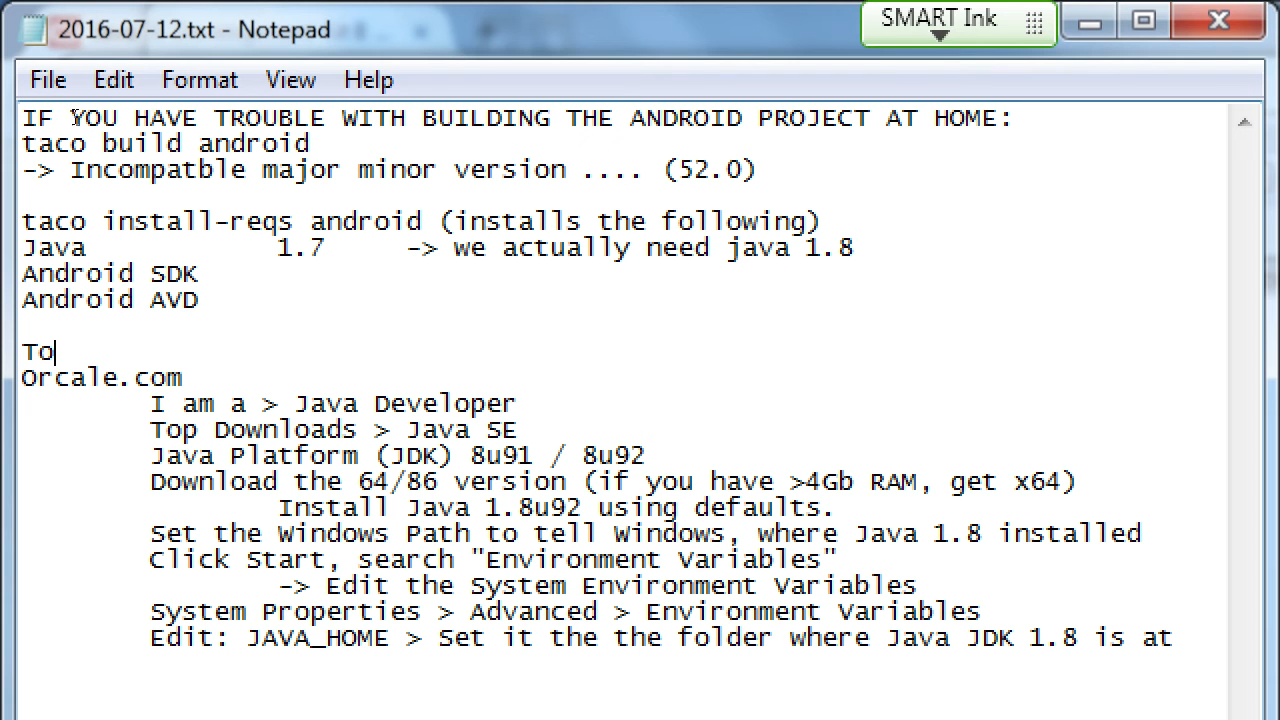 2016-07-12.txt - Notepad
SMART Ink
File Edit Format View Help
IF YOU HAVE TROUBLE WITH BUILDING THE ANDROID PROJECT AT HOME:
taco build android
-> Incompatble major minor version .... (52.0)
taco install-reqs android (installs the following)
Java 1.7 -> we actually need java 1.8
Android SDK
Android AVD
To
Orcale.com
I am a > Java Developer
Top Downloads > Java SE
Java Platform (JDK) 8u91 / 8u92
Download the 64/86 version (if you have >4Gb RAM, get x64)
Install Java 1.8u92 using defaults.
Set the Windows Path to tell Windows, where Java 1.8 installed
Click Start, search "Environment Variables"
-> Edit the System Environment Variables
System Properties > Advanced > Environment Variables
Edit: JAVA_HOME > Set it the the folder where Java JDK 1.8 is at